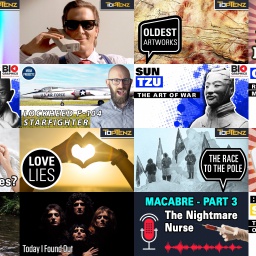 TOPTENZ
OLDEST
ARTWORKS
BIO
LOCKHEED F-104
STARFIGHTER
SUN
TZU
THE ART OF WAR
BIO
TOPTENZ
LOVE
LIES
TOPTENZ
THE RACE
TO THE POLE
es?
Today I Found Out
MACABRE - PART 3
The Nightmare
Nurse